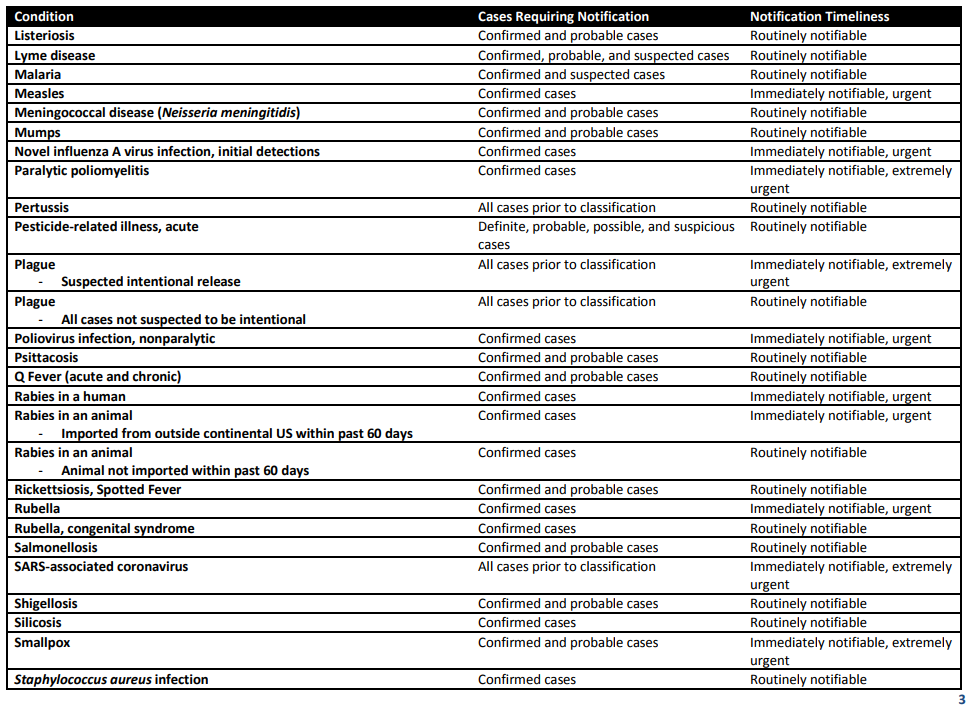 Condition Cases Requiring Notification Notification Timeliness
Listeriosis Confirmed and probable cases Routinely notifiable
Lyme disease Confirmed, probable, and suspected cases Routinely notifiable
Malaria Confirmed and suspected cases Routinely notifiable
Measles Confirmed cases Immediately notifiable, urgent
Meningococcal disease (Neisseria meningitidis) Confirmed and probable cases Routinely notifiable
Mumps Confirmed and probable cases Routinely notifiable
Novel influenza A virus infection, initial detections Confirmed cases Immediately notifiable, urgent
Paralytic poliomyelitis Confirmed cases Immediately notifiable, extremely
urgent
Pertussis All cases prior to classification Routinely notifiable
Pesticide-related illness, acute Definite, probable, possible, and suspicious Routinely notifiable
cases
Plague All cases prior to classification Immediately notifiable, extremely
- Suspected intentional release urgent
Plague All cases prior to classification Routinely notifiable
- All cases not suspected to be intentional
Poliovirus infection, nonparalytic Confirmed cases Immediately notifiable, urgent
Psittacosis Confirmed and probable cases Routinely notifiable
Q Fever (acute and chronic) Confirmed and probable cases Routinely notifiable
Rabies in a human Confirmed cases Immediately notifiable, urgent
Rabies in an animal Confirmed cases Immediately notifiable, urgent
- Imported from outside continental US within past 60 days
Rabies in an animal Confirmed cases Routinely notifiable
- Animal not imported within past 60 days
Rickettsiosis, Spotted Fever Confirmed and probable cases Routinely notifiable
Rubella Confirmed cases Immediately notifiable, urgent
Rubella, congenital syndrome Confirmed cases Routinely notifiable
Salmonellosis Confirmed and probable cases Routinely notifiable
SARS-associated coronavirus All cases prior to classification Immediately notifiable, extremely
urgent
Shigellosis Confirmed and probable cases Routinely notifiable
Silicosis Confirmed cases Routinely notifiable
Smallpox Confirmed and probable cases Immediately notifiable, extremely
urgent
Staphylococcus aureus infection Confirmed cases Routinely notifiable
3